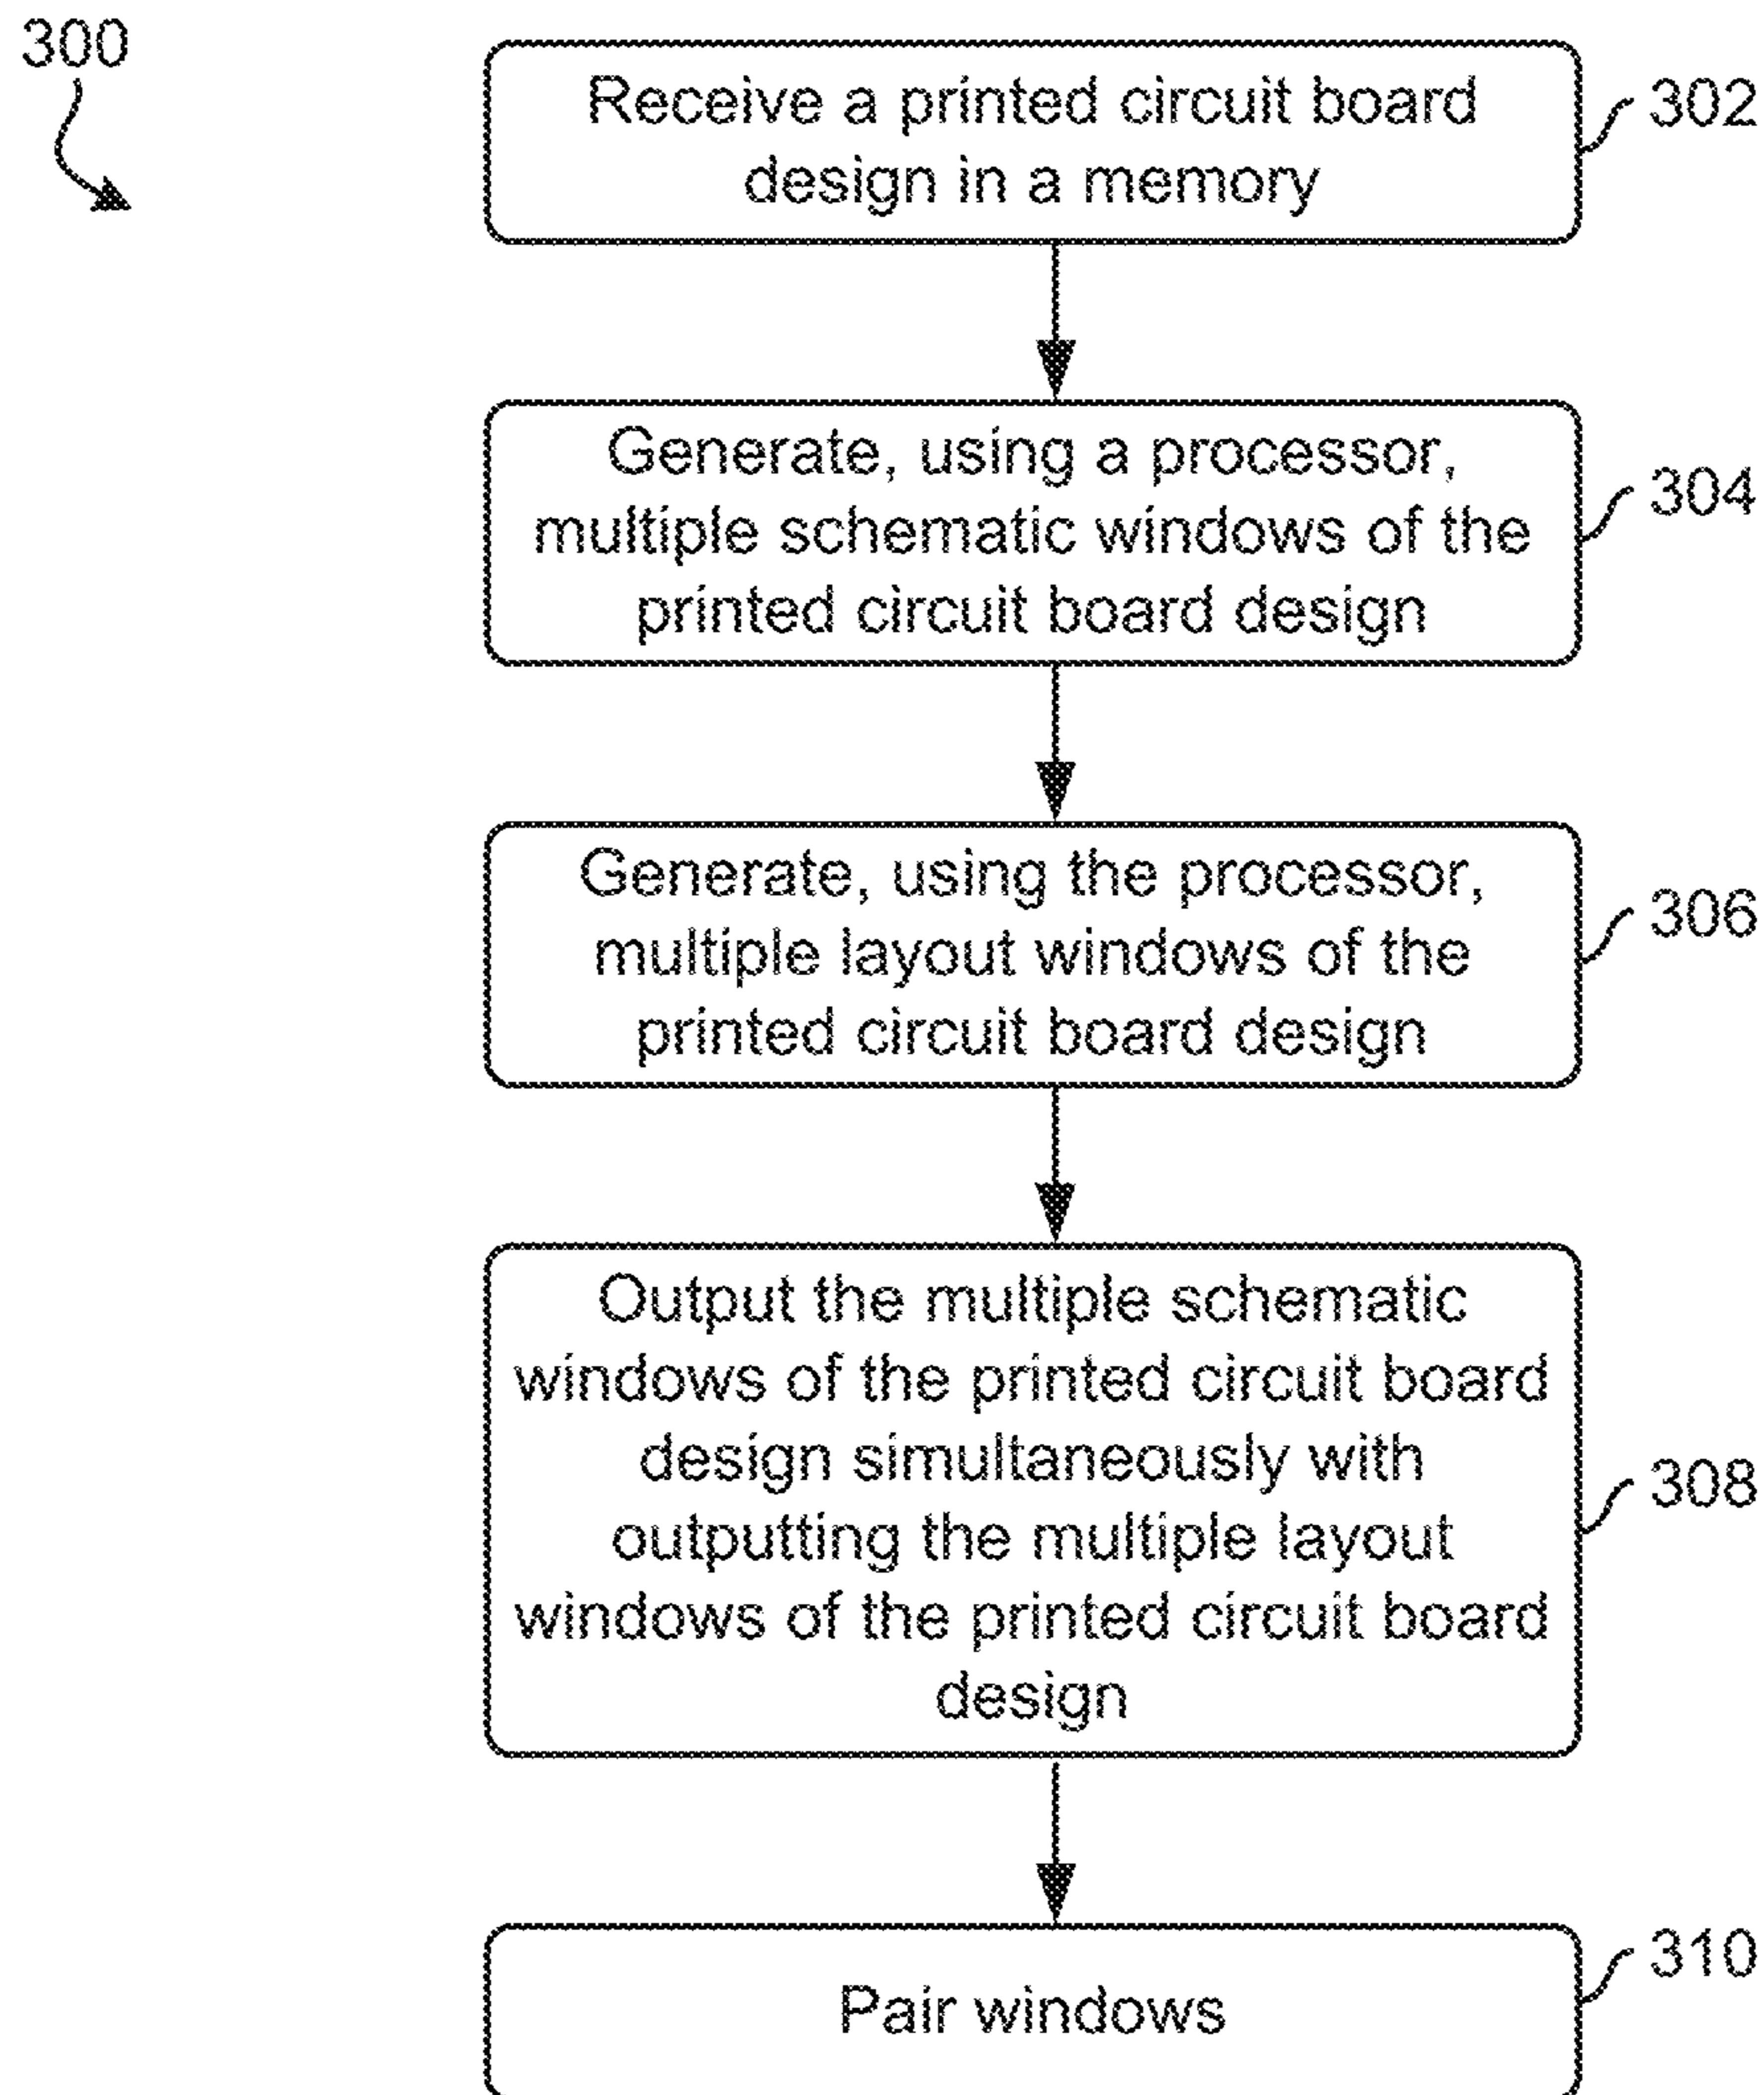 300
Receive a printed circuit board
design in a memory
302
Generate, using a processor,
multiple schematic windows of the
printed circuit board design
304
Generate, using the processor,
multiple layout windows of the
printed circuit board design
306
Output the multiple schematic
windows of the printed circuit board
design simultaneously with
outputting the multiple layout
windows of the printed circuit board
design
308
Pair windows
310